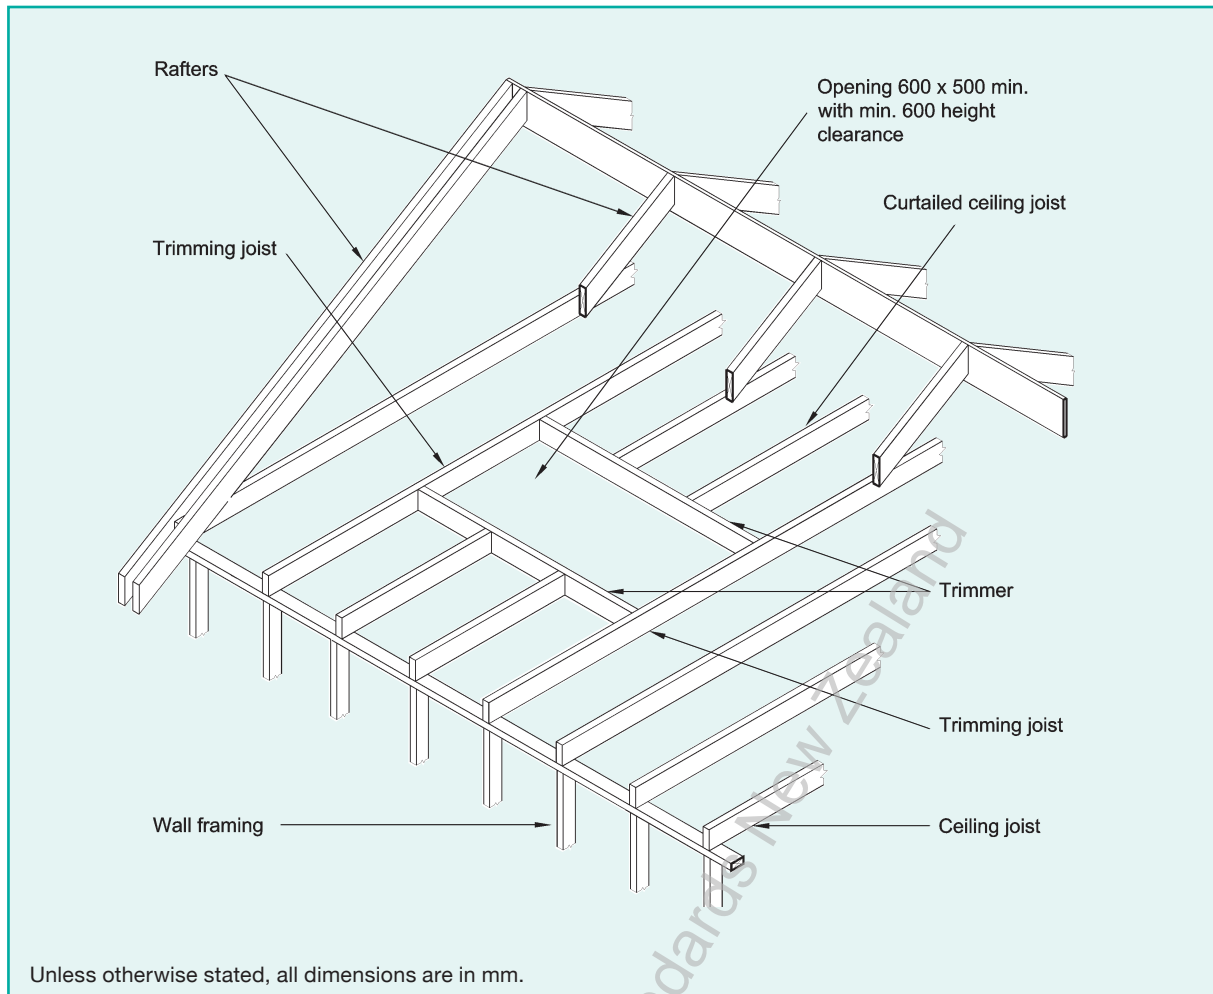 Rafters
Opening 600 x 500 min.
with min. 600 height
clearance
Curtailed ceiling joist
Trimming joist
Trimmer
Trimming joist
Wall framing
Ceiling joist
Unless otherwise stated, all dimensions are in mm.
dards New Zealand